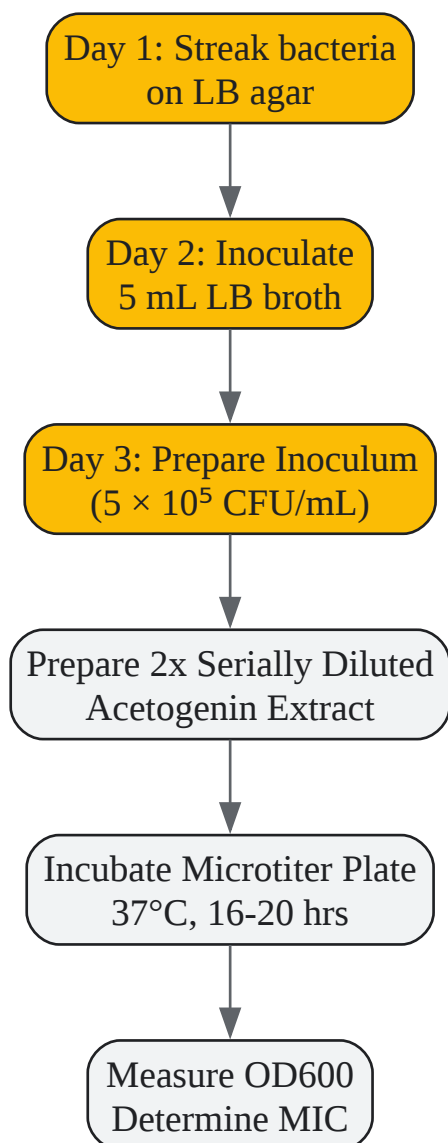 Day 1: Streak bacteria
on LB agar
Day 2: Inoculate
5 mL LB broth
Day 3: Prepare Inoculum
(5 × 10⁵ CFU/mL)
Prepare 2x Serially Diluted
Acetogenin Extract
Incubate Microtiter Plate
37°C, 16-20 hrs
Measure OD600
Determine MIC